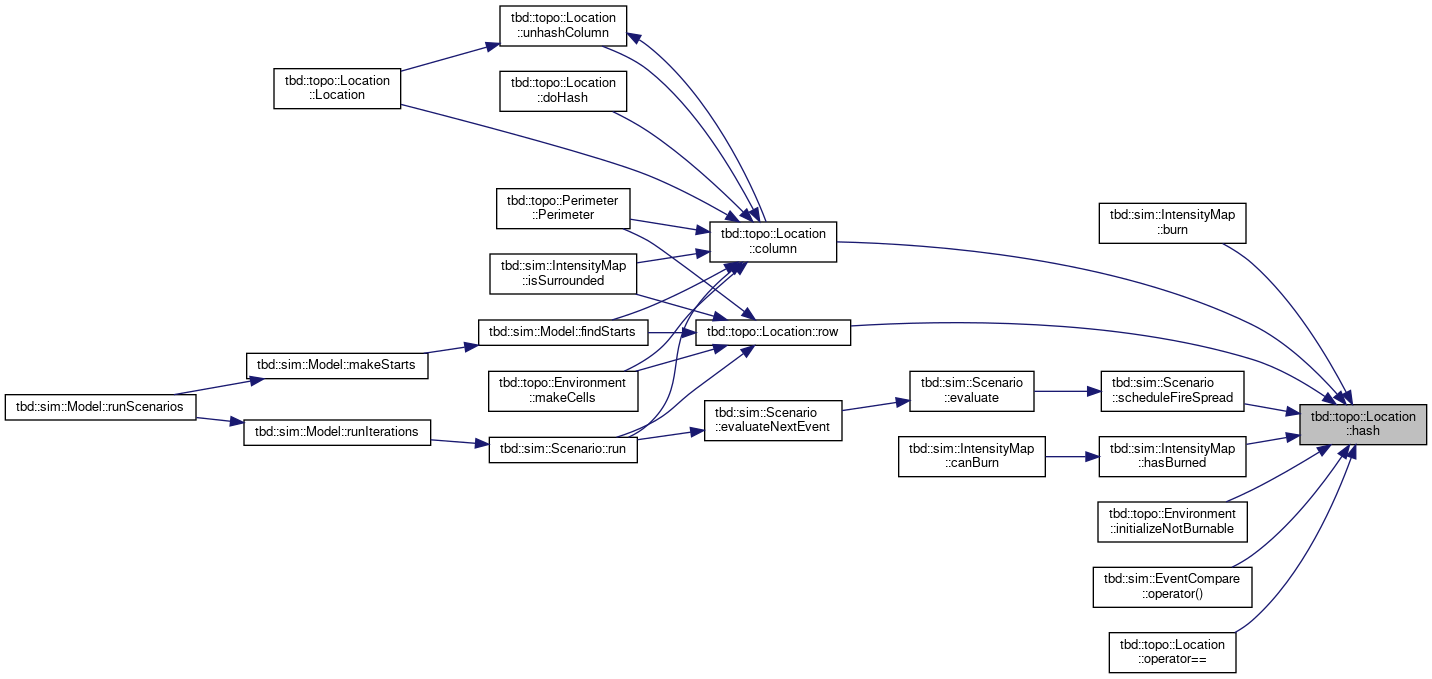 tbd::topo::Location
::unhashColumn
tbd::topo::Location
::Location
tbd::topo::Location
::doHash
tbd::topo::Perimeter
::Perimeter
tbd::topo::Location
::column
tbd::sim::IntensityMap
::burn
tbd::sim::IntensityMap
::isSurrounded
tbd::sim::Model::findStarts
tbd::topo::Location::row
tbd::sim::Model::makeStarts
tbd::topo::Environment
::makeCells
tbd::sim::Scenario
::evaluate
tbd::sim::Scenario
::scheduleFireSpread
tbd::sim::Model::runScenarios
tbd::sim::Scenario
::evaluateNextEvent
tbd::topo::Location
::hash
tbd::sim::Model::runIterations
tbd::sim::Scenario::run
tbd::sim::IntensityMap
::canBurn
tbd::sim::IntensityMap
::hasBurned
tbd::topo::Environment
::initializeNotBurnable
tbd::sim::EventCompare
::operator()
tbd::topo::Location
::operator==